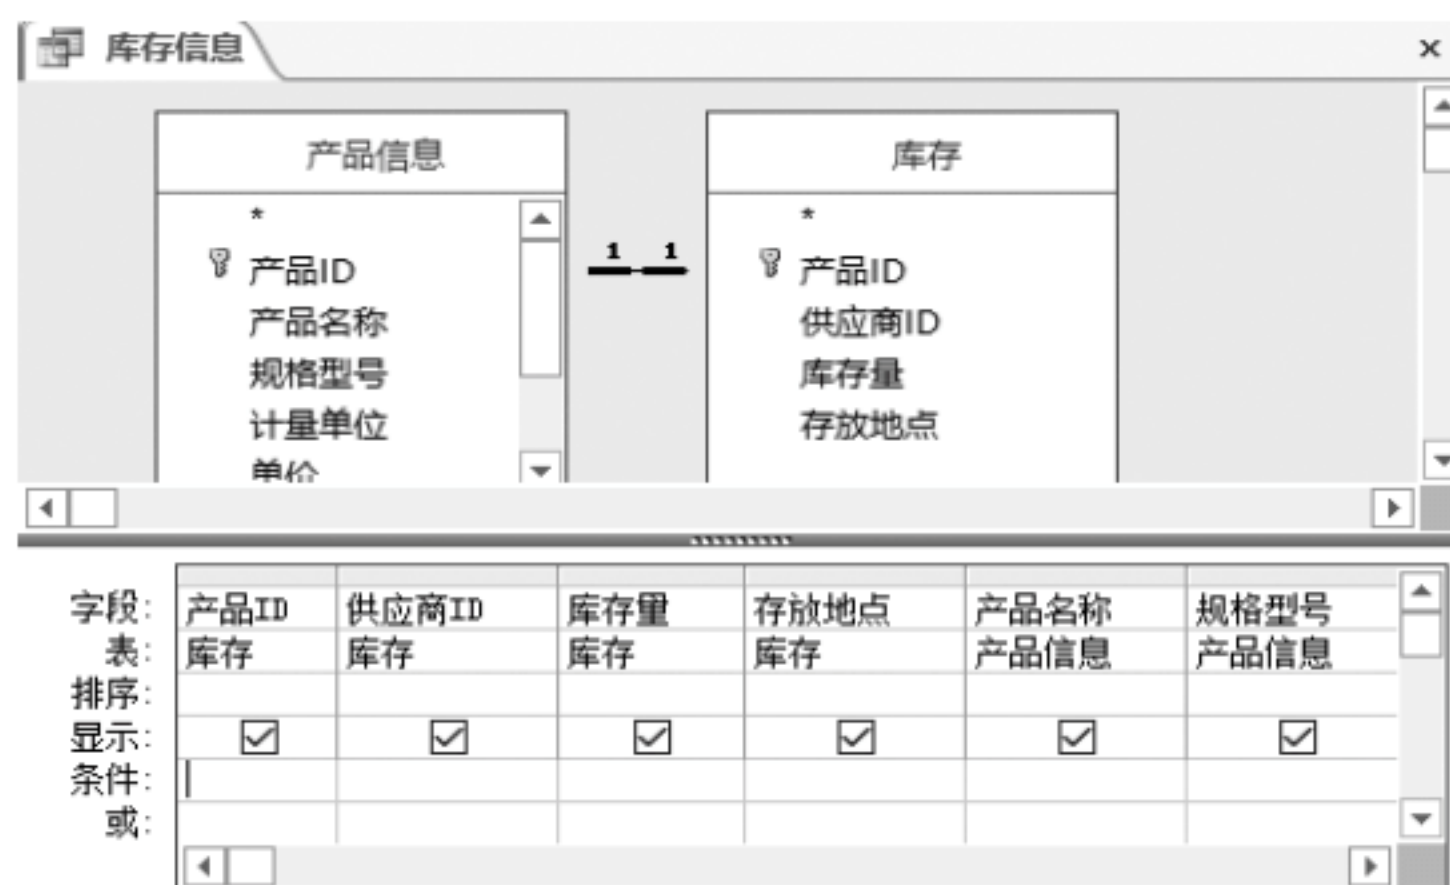 库存信息
产品信息
*
产品ID
产品名称
规格型号
计量单位
单价
1 1
库存
*
产品ID
供应商ID
库存量
存放地点
字段: 产品ID 供应商ID 库存量 存放地点 产品名称 规格型号
表: 库存 库存 库存 库存 产品信息 产品信息
排序:
显示:
条件:
或: